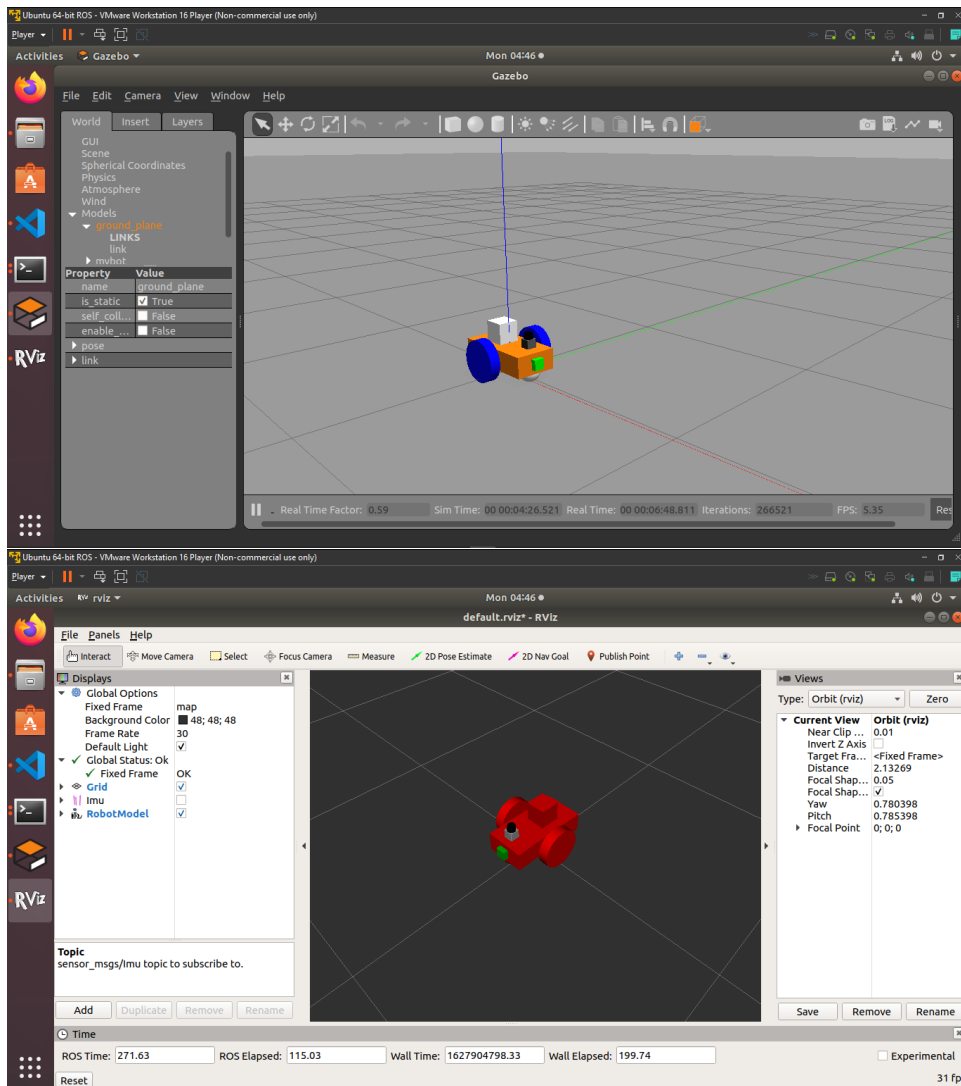 Ubuntu 64-bit ROS - VMware Workstation 16 Player (Non-commercial use only)
Player
Activities Gazebo Mon 04:46
Gazebo
File Edit Camera View Window Help
World Insert Layers
GUI
Scene
Spherical Coordinates
Physics
Atmosphere
Wind
Models
ground_plane
LINKS
link
mybot
Property Value
name ground_plane
is_static True
self_coll... False
enable_... False
pose
link
RViz
LOG
Real Time Factor: 0.59 Sim Time: 00 00:04:26.521 Real Time: 00 00:06:48.811 Iterations: 266521 FPS: 5.35 Res
Ubuntu 64-bit ROS - VMware Workstation 16 Player (Non-commercial use only)
Player
Activities RViz rviz Mon 04:46
default.rviz* - RViz
File Panels Help
Interact Move Camera Select Focus Camera Measure 2D Pose Estimate 2D Nav Goal Publish Point
Displays
Global Options
Fixed Frame map
Background Color 48; 48; 48
Frame Rate 30
Default Light
Global Status: Ok
Fixed Frame OK
Grid
Imu
RobotModel
Topic
sensor_msgs/Imu topic to subscribe to.
Add Duplicate Remove Rename
Views
Type: Orbit (rviz) Zero
Current View Orbit (rviz)
Near Clip ... 0.01
Invert Z Axis
Target Fra... <Fixed Frame>
Distance 2.13269
Focal Shap... 0.05
Focal Shap...
Yaw 0.780398
Pitch 0.785398
Focal Point 0; 0; 0
Save Remove Rename
RViz
Time
ROS Time: 271.63 ROS Elapsed: 115.03 Wall Time: 1627904798.33 Wall Elapsed: 199.74 Experimental
Reset 31 fp